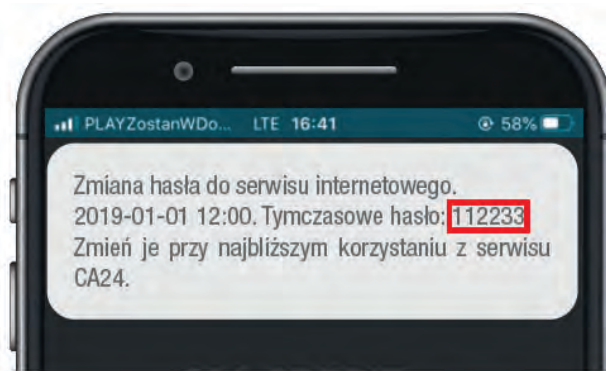 PLAYZostanWDo... LTE 16:41 58%
Zmiana hasła do serwisu internetowego.
2019-01-01 12:00. Tymczasowe hasło: 112233
Zmień je przy najbliższym korzystaniu z serwisu
CA24.